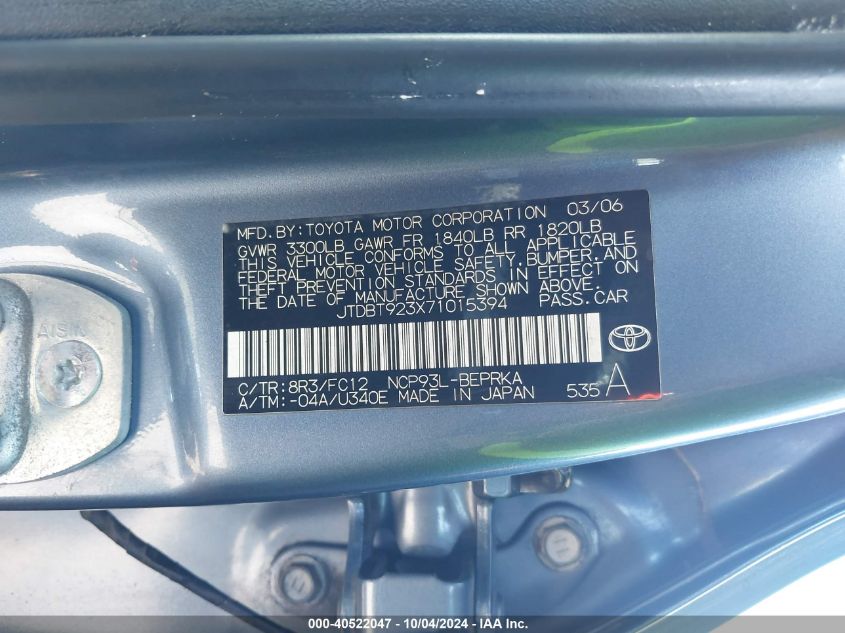 MFD. BY: TOYOTA MOTOR CORPORATION 03/06
GVWR 3300LB GAWR FR 1840LB RR 1820LB
THIS VEHICLE CONFORMS TO ALL APPLICABLE
FEDERAL MOTOR VEHICLE SAFETY, BUMPER, AND
THEFT PREVENTION STANDARDS IN EFFECT ON
THE DATE OF MANUFACTURE SHOWN ABOVE.
JTDBT923X71015394 PASS. CAR
C/TR: 8R3/FC12 NCP93L-BEPRKA
A/TM: -04A/U340E MADE IN JAPAN 535 A
AISIN
000-40522047 - 10/04/2024 - IAA Inc.